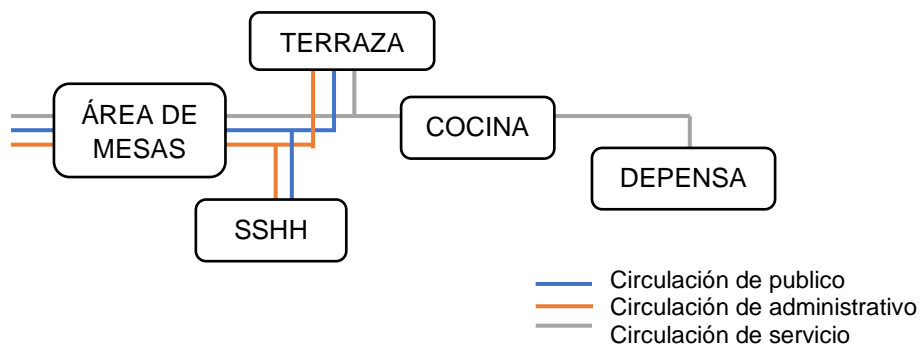 TERRAZA
ÁREA DE
MESAS
COCINA
DEPENSA
SSHH
Circulación de publico
Circulación de administrativo
Circulación de servicio